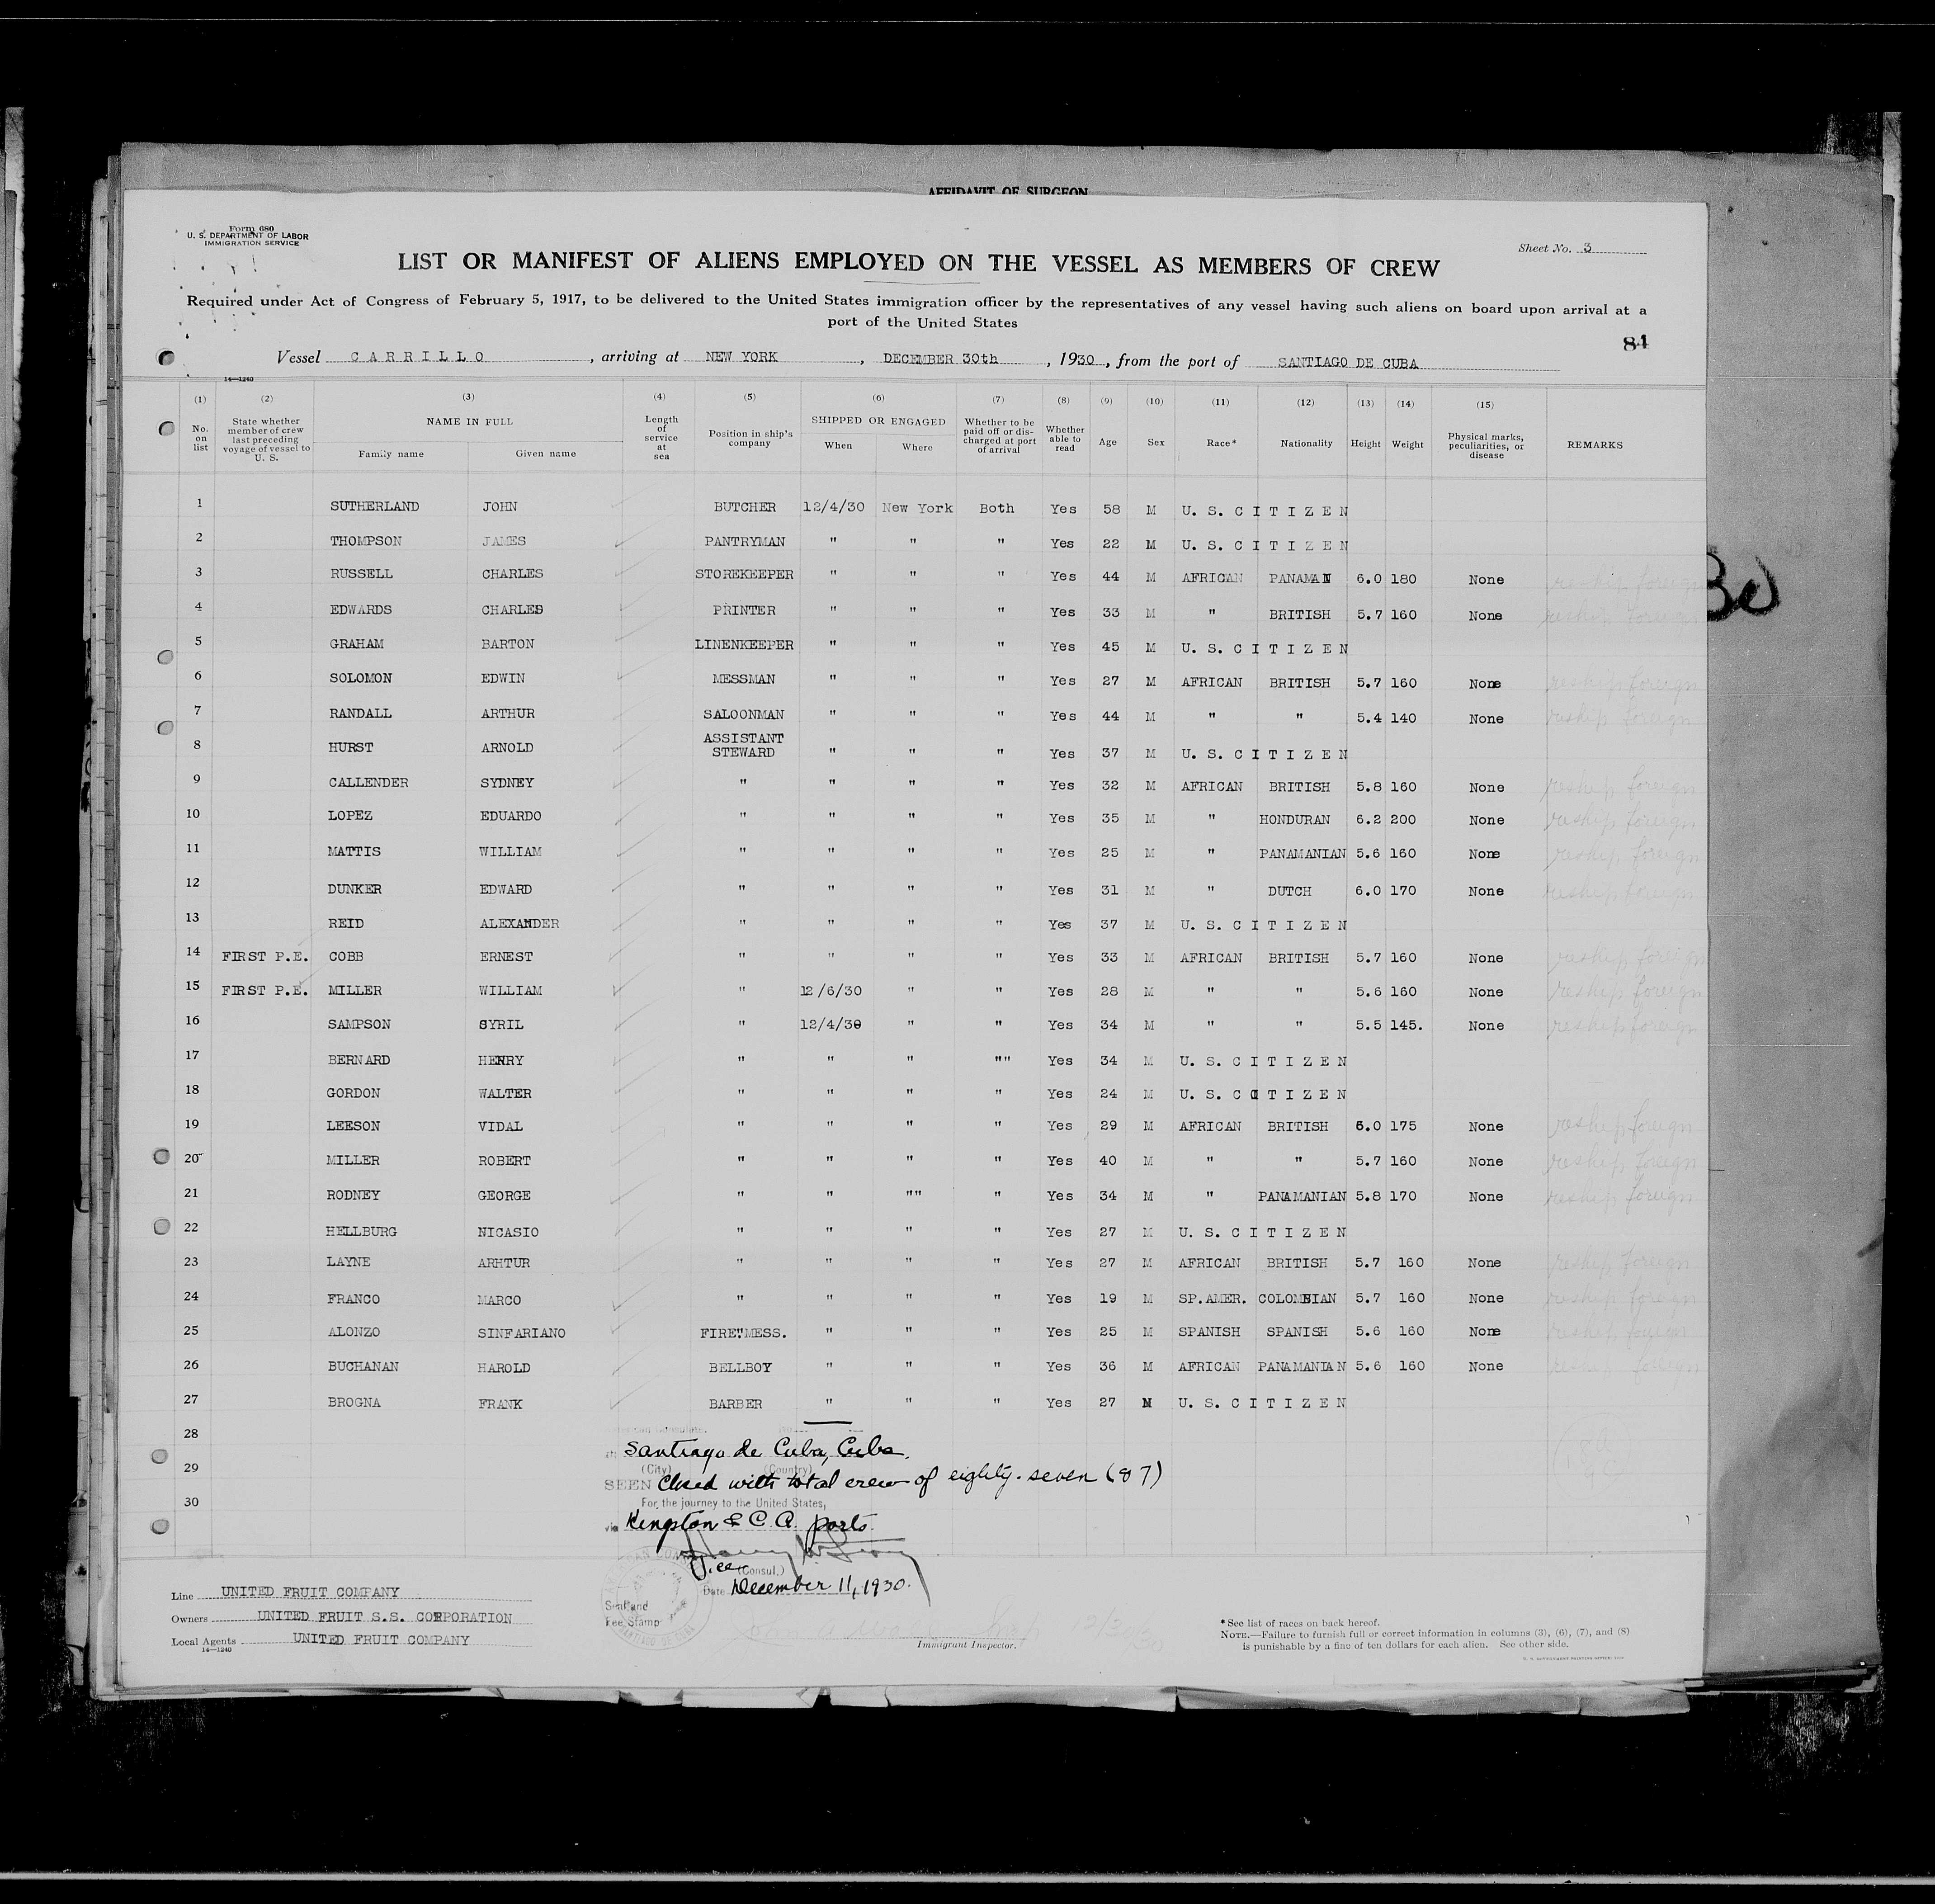 AFFIDAVIT OF SURGEON
Form 680
U. S. DEPARTMENT OF LABOR
IMMIGRATION SERVICE
Sheet No. 3
LIST OR MANIFEST OF ALIENS EMPLOYED ON THE VESSEL AS MEMBERS OF CREW
Required under Act of Congress of February 5, 1917, to be delivered to the United States immigration officer by the representatives of any vessel having such aliens on board upon arrival at a
port of the United States
84
Vessel CARRILLO, arriving at NEW YORK, DECEMBER 30th, 1930, from the port of SANTIAGO DE CUBA
14—1240
(1) No. on list (2) State whether member of crew last preceding voyage of vessel to U. S. (3) NAME IN FULL Family name Given name (4) Length of service at sea (5) Position in ship's company (6) SHIPPED OR ENGAGED When Where (7) Whether to be paid off or discharged at port of arrival (8) Whether able to read (9) Age (10) Sex (11) Race* (12) Nationality (13) Height (14) Weight (15) Physical marks, peculiarities, or disease REMARKS
1 SUTHERLAND JOHN BUTCHER 12/4/30 New York Both Yes 58 M U. S. C I T I Z E N
2 THOMPSON JAMES PANTRYMAN " " " Yes 22 M U. S. C I T I Z E N
3 RUSSELL CHARLES STOREKEEPER " " " Yes 44 M AFRICAN PANAMAN 6.0 180 None reship foreign
4 EDWARDS CHARLES PRINTER " " " Yes 33 M " BRITISH 5.7 160 None reship foreign
5 GRAHAM BARTON LINENKEEPER " " " Yes 45 M U. S. C I T I Z E N
6 SOLOMON EDWIN MESSMAN " " " Yes 27 M AFRICAN BRITISH 5.7 160 None reship foreign
7 RANDALL ARTHUR SALOONMAN " " " Yes 44 M " " 5.4 140 None reship foreign
8 HURST ARNOLD ASSISTANT STEWARD " " " Yes 37 M U. S. C I T I Z E N
9 CALLENDER SYDNEY " " " " Yes 32 M AFRICAN BRITISH 5.8 160 None reship foreign
10 LOPEZ EDUARDO " " " " Yes 35 M " HONDURAN 6.2 200 None reship foreign
11 MATTIS WILLIAM " " " " Yes 25 M " PANAMANIAN 5.6 160 None reship foreign
12 DUNKER EDWARD " " " " Yes 31 M " DUTCH 6.0 170 None reship foreign
13 REID ALEXANDER " " " " Yes 37 M U. S. C I T I Z E N
14 FIRST P.E. COBB ERNEST " " " " Yes 33 M AFRICAN BRITISH 5.7 160 None reship foreign
15 FIRST P.E. MILLER WILLIAM " 12/6/30 " " Yes 28 M " " 5.6 160 None reship foreign
16 SAMPSON SYRIL " 12/4/30 " " Yes 34 M " " 5.5 145. None reship foreign
17 BERNARD HENRY " " " "" Yes 34 M U. S. C I T I Z E N
18 GORDON WALTER " " " " Yes 24 M U. S. C I T I Z E N
19 LEESON VIDAL " " " " Yes 29 M AFRICAN BRITISH 6.0 175 None reship foreign
20 MILLER ROBERT " " " " Yes 40 M " " 5.7 160 None reship foreign
21 RODNEY GEORGE " " "" " Yes 34 M " PANAMANIAN 5.8 170 None reship foreign
22 HELLBURG NICASIO " " " " Yes 27 M U. S. C I T I Z E N
23 LAYNE ARHTUR " " " " Yes 27 M AFRICAN BRITISH 5.7 160 None reship foreign
24 FRANCO MARCO " " " " Yes 19 M SP.AMER. COLOMBIAN 5.7 160 None reship foreign
25 ALONZO SINFARIANO FIRE'MESS. " " " Yes 25 M SPANISH SPANISH 5.6 160 None reship foreign
26 BUCHANAN HAROLD BELLBOY " " " Yes 36 M AFRICAN PANAMANIAN 5.6 160 None reship foreign
27 BROGNA FRANK BARBER " " " Yes 27 M U. S. C I T I Z E N
28
Santiago de Cuba, Cuba.
(City) (Country)
29
SEEN Closed with total crew of eighty-seven (87)
30
For the journey to the United States,
via Kingston & C. A. ports.
Vice (Consul,)
Date December 11, 1930.
Seal and
Fee Stamp
Line UNITED FRUIT COMPANY
Owners UNITED FRUIT S.S. CORPORATION
Local Agents UNITED FRUIT COMPANY
14—1240
Immigrant Inspector.
*See list of races on back hereof.
NOTE.—Failure to furnish full or correct information in columns (3), (6), (7), and (8)
is punishable by a fine of ten dollars for each alien. See other side.